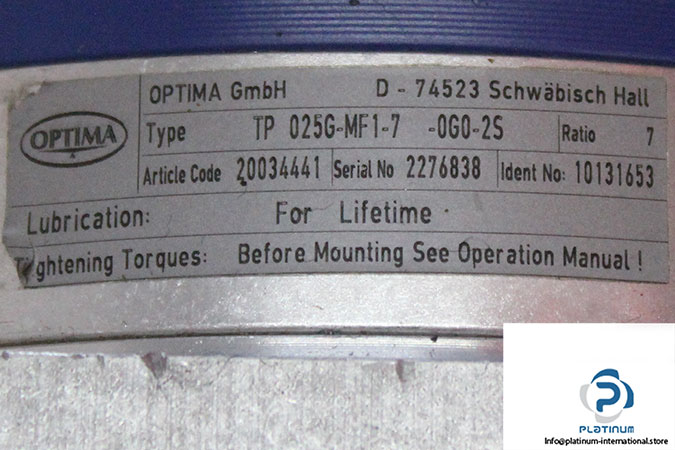 OPTIMA GmbH D - 74523 Schwäbisch Hall
OPTIMA
Type TP 025G-MF1-7 -0G0-2S Ratio 7
Article Code 20034441 Serial No 2276838 Ident No: 10131653
Lubrication: For Lifetime
Tightening Torques: Before Mounting See Operation Manual !
PLATINUM
Info@platinum-international.store